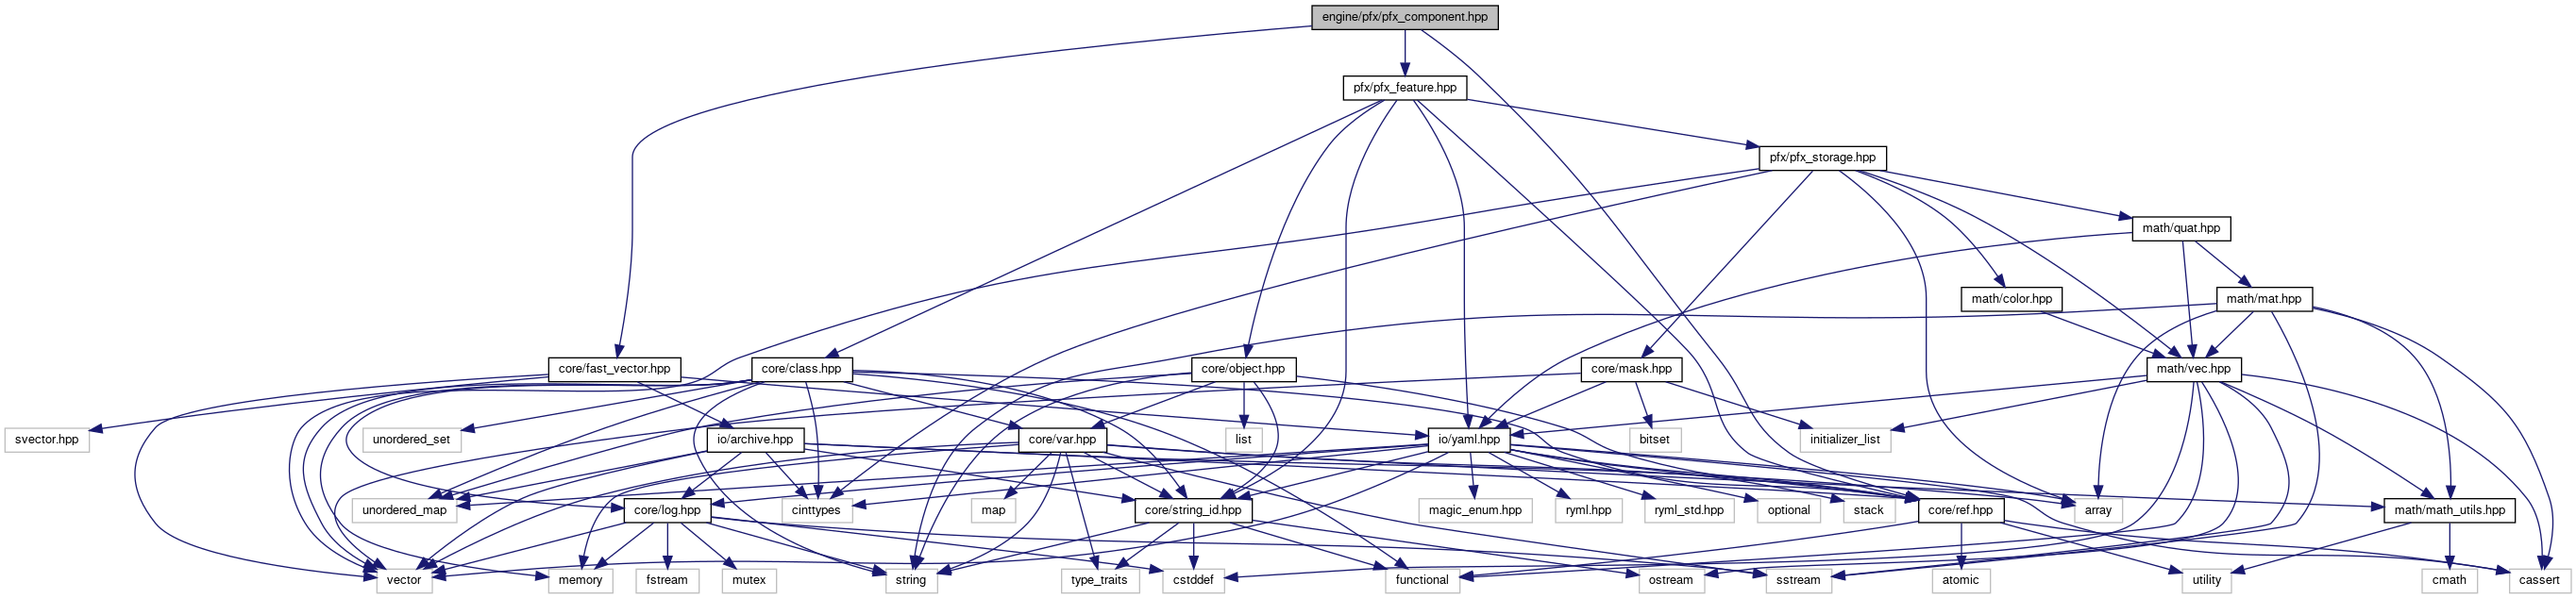 engine/pfx/pfx_component.hpp
pfx/pfx_feature.hpp
pfx/pfx_storage.hpp
math/quat.hpp
math/color.hpp
math/mat.hpp
core/fast_vector.hpp
core/class.hpp
core/object.hpp
core/mask.hpp
math/vec.hpp
svector.hpp
unordered_set
io/archive.hpp
core/var.hpp
list
io/yaml.hpp
bitset
initializer_list
unordered_map
core/log.hpp
cinttypes
map
core/string_id.hpp
magic_enum.hpp
ryml.hpp
ryml_std.hpp
optional
stack
core/ref.hpp
array
math/math_utils.hpp
vector
memory
fstream
mutex
string
type_traits
cstddef
functional
ostream
sstream
atomic
utility
cmath
cassert